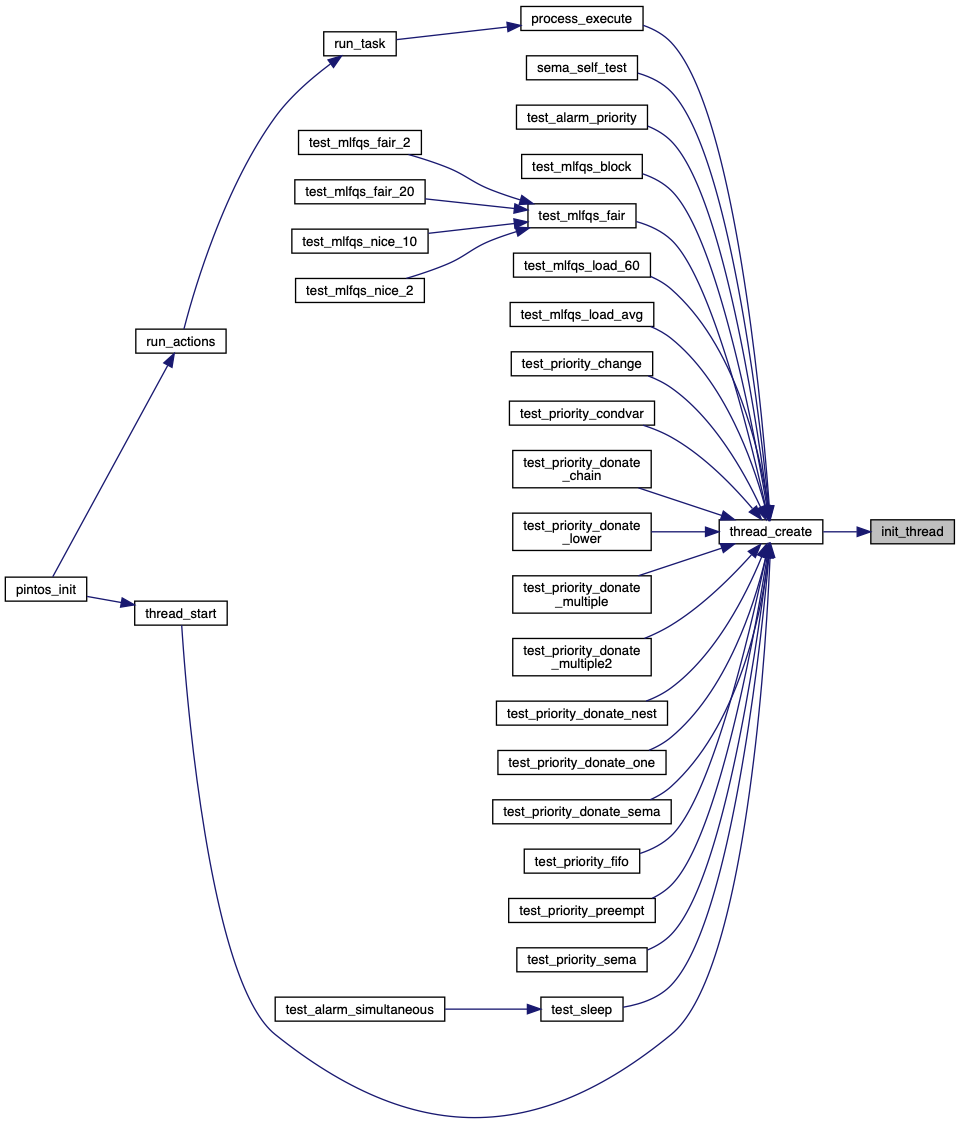 process_execute
run_task
sema_self_test
test_alarm_priority
test_mlfqs_fair_2
test_mlfqs_block
test_mlfqs_fair_20
test_mlfqs_fair
test_mlfqs_nice_10
test_mlfqs_load_60
test_mlfqs_nice_2
test_mlfqs_load_avg
run_actions
test_priority_change
test_priority_condvar
test_priority_donate
_chain
test_priority_donate
_lower
thread_create
init_thread
test_priority_donate
_multiple
pintos_init
thread_start
test_priority_donate
_multiple2
test_priority_donate_nest
test_priority_donate_one
test_priority_donate_sema
test_priority_fifo
test_priority_preempt
test_priority_sema
test_alarm_simultaneous
test_sleep